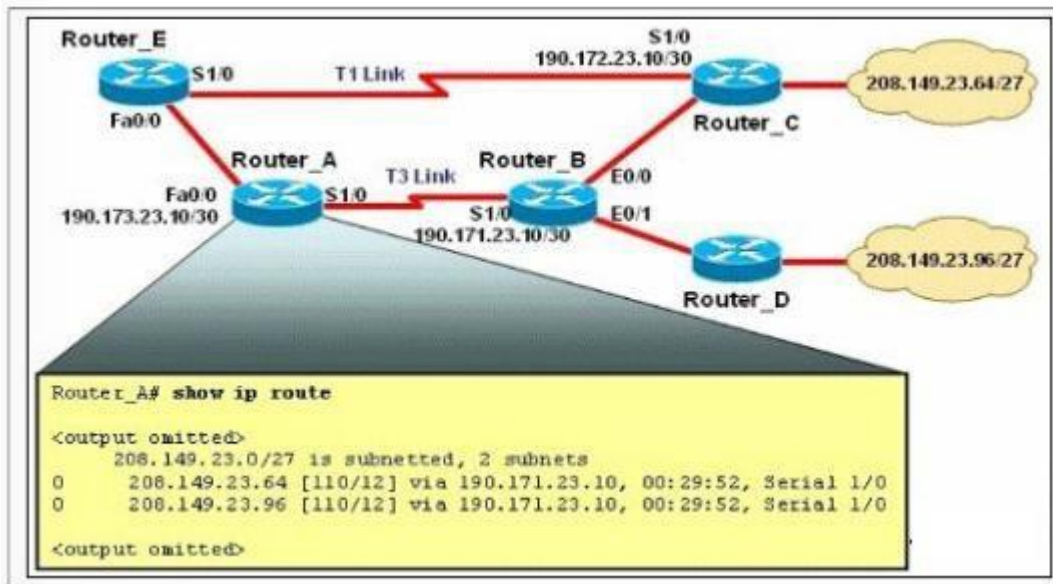 Router_E
S1/0
T1 Link
S1/0
190.172.23.10/30
208.149.23.64/27
Fa0/0
Router_C
Router_A
T3 Link
Router_B
Fa0/0
190.173.23.10/30
S1/0
S1/0
190.171.23.10/30
E0/0
E0/1
208.149.23.96/27
Router_D
Router_A# show ip route
<output omitted>
208.149.23.0/27 is subnetted, 2 subnets
O 208.149.23.64 [110/12] via 190.171.23.10, 00:29:52, Serial 1/0
O 208.149.23.96 [110/12] via 190.171.23.10, 00:29:52, Serial 1/0
<output omitted>